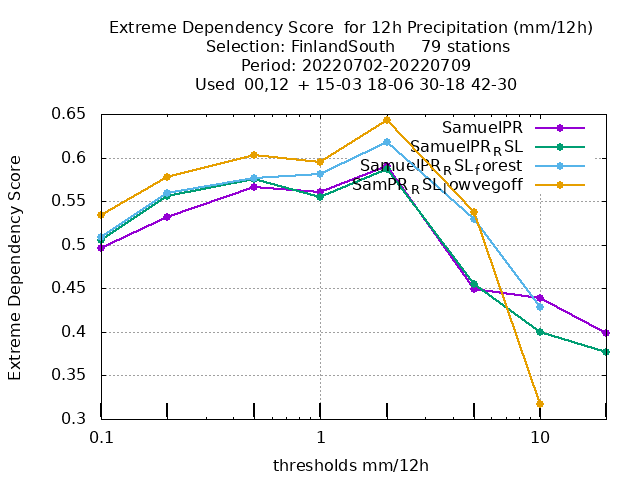 Extreme Dependency Score  for 12h Precipitation (mm/12h)
Selection: FinlandSouth     79 stations
Period: 20220702-20220709
Used  00,12  + 15-03 18-06 30-18 42-30
0.65
0.6
0.55
0.5
0.45
0.4
0.35
0.3
Extreme Dependency Score
SamuelPR
SamuelPR_RSL
SamuelPR_RSL_forest
SamPR_RSL_lowvegoff
0.1
1
10
thresholds mm/12h